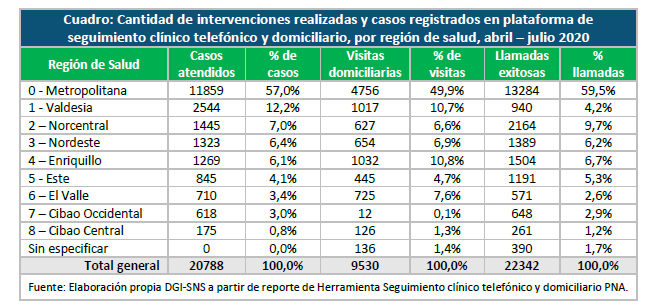 Cuadro: Cantidad de intervenciones realizadas y casos registrados en plataforma de
seguimiento clínico telefónico y domiciliario, por región de salud, abril – julio 2020
Región de Salud Casos atendidos % de casos Visitas domiciliarias % de visitas Llamadas exitosas % llamadas
0 - Metropolitana 11859 57,0% 4756 49,9% 13284 59,5%
1 - Valdesia 2544 12,2% 1017 10,7% 940 4,2%
2 – Norcentral 1445 7,0% 627 6,6% 2164 9,7%
3 – Nordeste 1323 6,4% 654 6,9% 1389 6,2%
4 – Enriquillo 1269 6,1% 1032 10,8% 1504 6,7%
5 - Este 845 4,1% 445 4,7% 1191 5,3%
6 – El Valle 710 3,4% 725 7,6% 571 2,6%
7 – Cibao Occidental 618 3,0% 12 0,1% 648 2,9%
8 – Cibao Central 175 0,8% 126 1,3% 261 1,2%
Sin especificar 0 0,0% 136 1,4% 390 1,7%
Total general 20788 100,0% 9530 100,0% 22342 100,0%
Fuente: Elaboración propia DGI-SNS a partir de reporte de Herramienta Seguimiento clínico telefónico y domiciliario PNA.